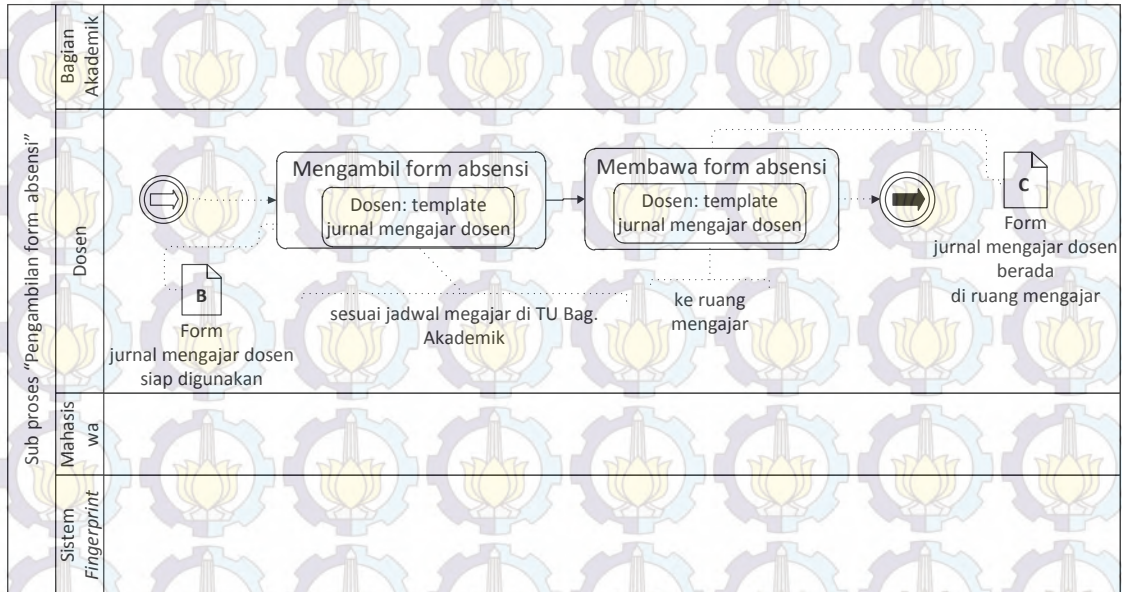 Sub proses "Pengambilan form absensi"
Bagian
Akademik
Dosen
Mengambil form absensi
Dosen: template
jurnal mengajar dosen
Membawa form absensi
Dosen: template
jurnal mengajar dosen
C
Form
jurnal mengajar dosen
berada
di ruang mengajar
B
Form
jurnal mengajar dosen
siap digunakan
sesuai jadwal megajar di TU Bag.
Akademik
ke ruang
mengajar
Mahasis
wa
Sistem
Fingerprint